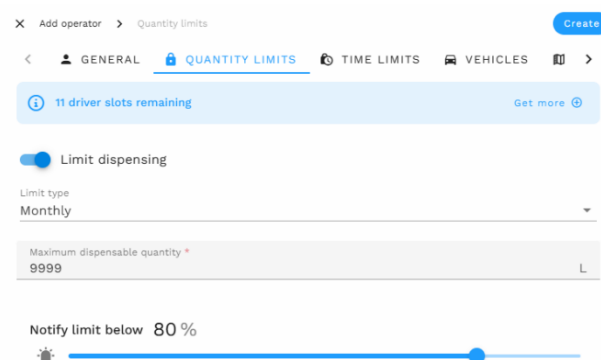 Add operator > Quantity limits
Create
GENERAL QUANTITY LIMITS TIME LIMITS VEHICLES
11 driver slots remaining Get more
Limit dispensing
Limit type
Monthly
Maximum dispensable quantity *
9999 L
Notify limit below 80 %